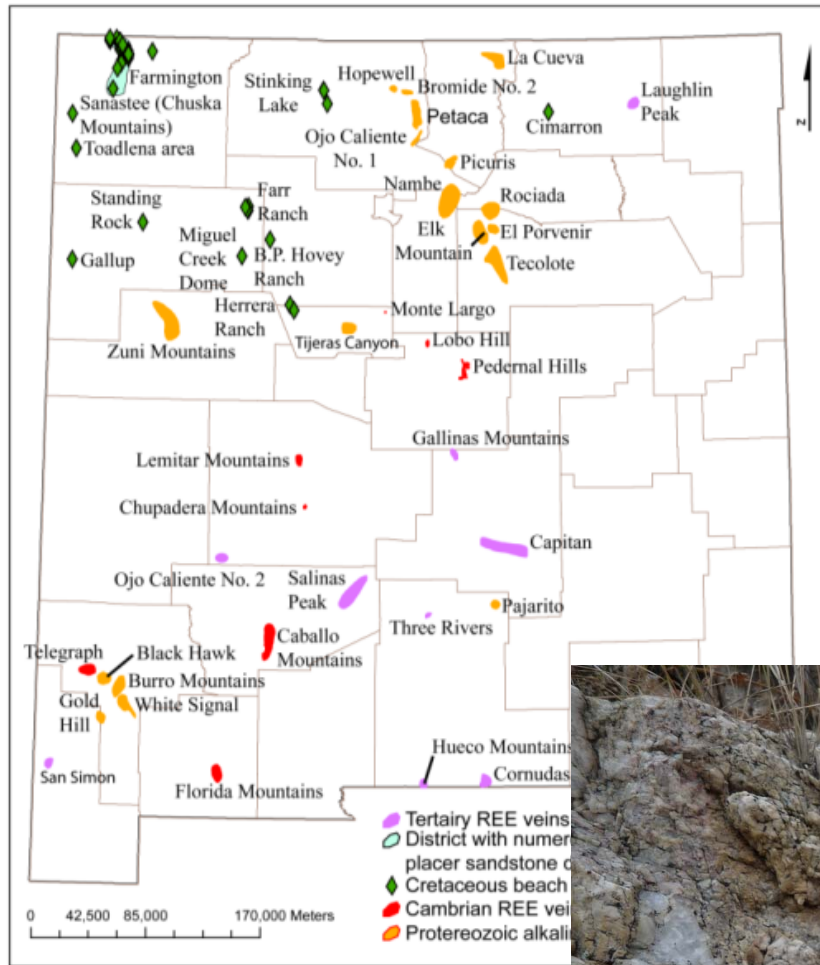 La Cueva
Hopewell
Bromide No. 2
Stinking
Lake
Laughlin
Peak
Farmington
Petaca
Sanastee (Chuska
Mountains)
Cimarron
Ojo Caliente
No. 1
Toadlena area
Picuris
Nambe
Farr
Ranch
Standing
Rock
Rociada
Elk
Mountain
El Porvenir
Miguel
Creek
Dome
B.P. Hovey
Ranch
Gallup
Tecolote
Herrera
Ranch
Monte Largo
Zuni Mountains
Tijeras Canyon
Lobo Hill
Pedernal Hills
Gallinas Mountains
Lemitar Mountains
Chupadera Mountains
Capitan
Ojo Caliente No. 2
Salinas
Peak
Pajarito
Three Rivers
Caballo
Mountains
Telegraph
Black Hawk
Burro Mountains
White Signal
Gold
Hill
Hueco Mountains
Cornudas
San Simon
Florida Mountains
Tertairy REE veins
District with
placer sandstone
Cretaceous beach
Cambrian REE
Protereozoic
0 42,500 85,000 170,000 Meters
N